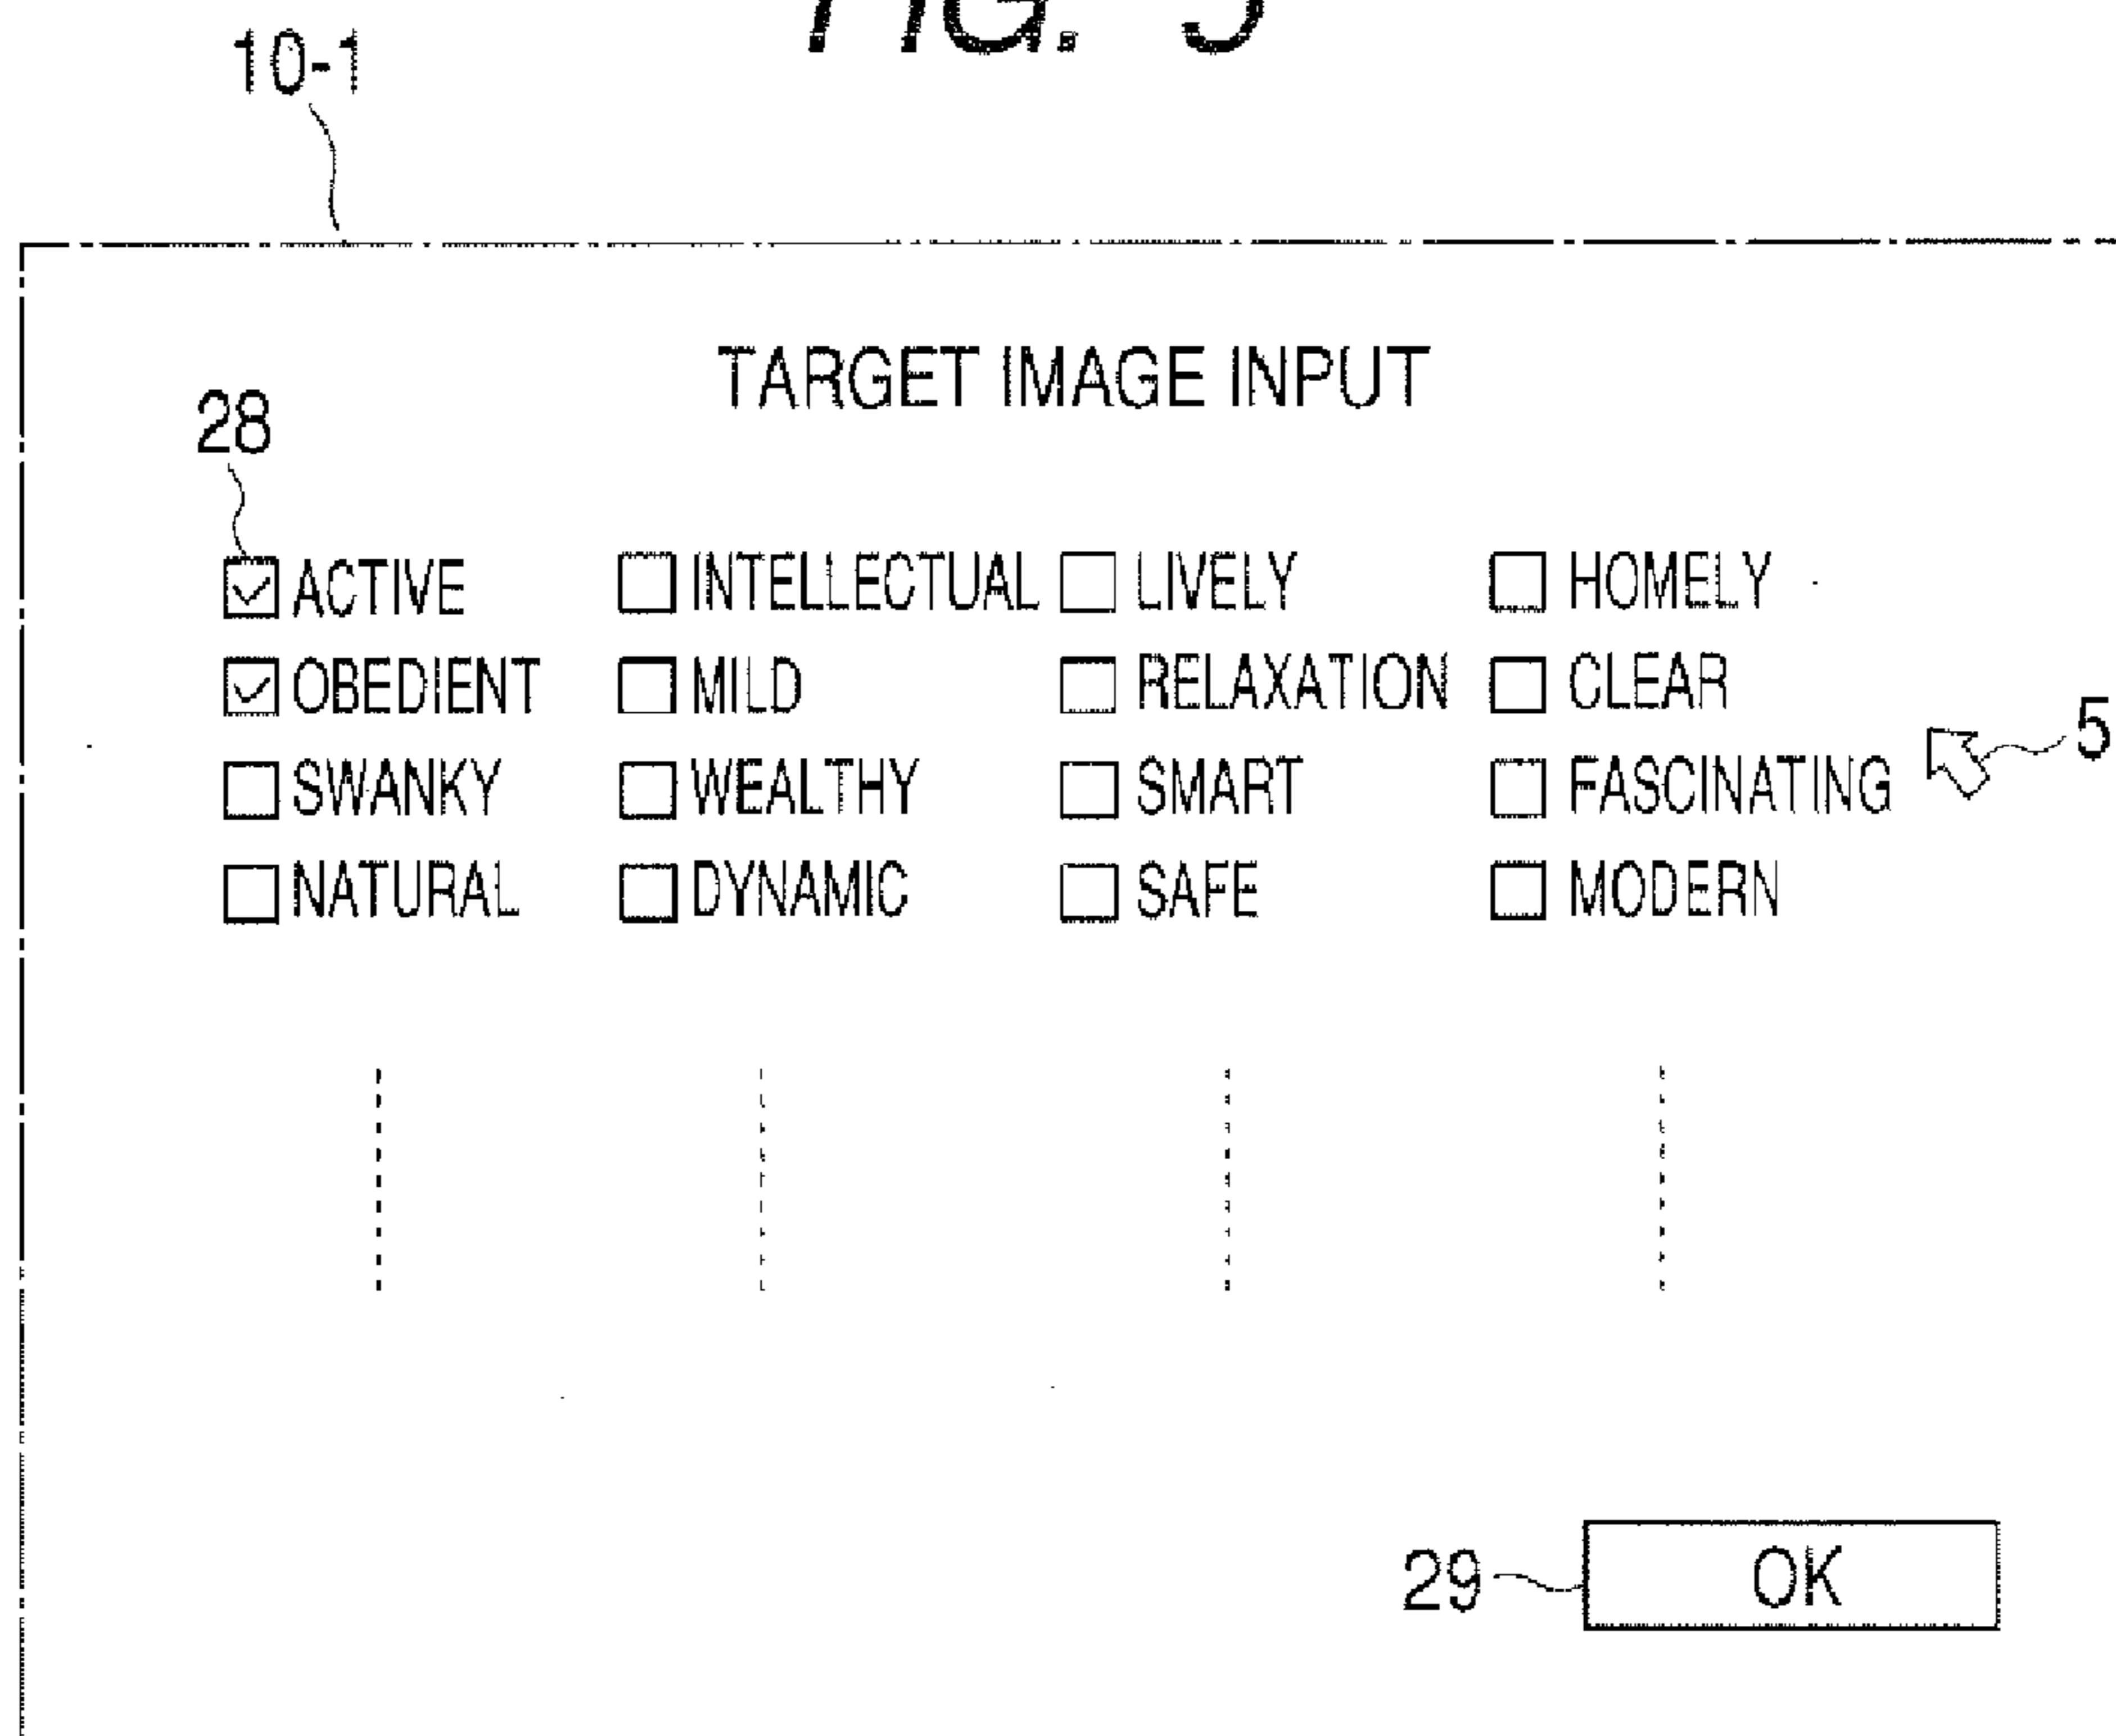 FIG.
10-1
TARGET IMAGE INPUT
28
ACTIVE INTELLECTUAL LIVELY HOMELY
OBEDIENT MILD RELAXATION CLEAR
5
SWANKY WEALTHY SMART FASCINATING
NATURAL DYNAMIC SAFE MODERN
29 OK